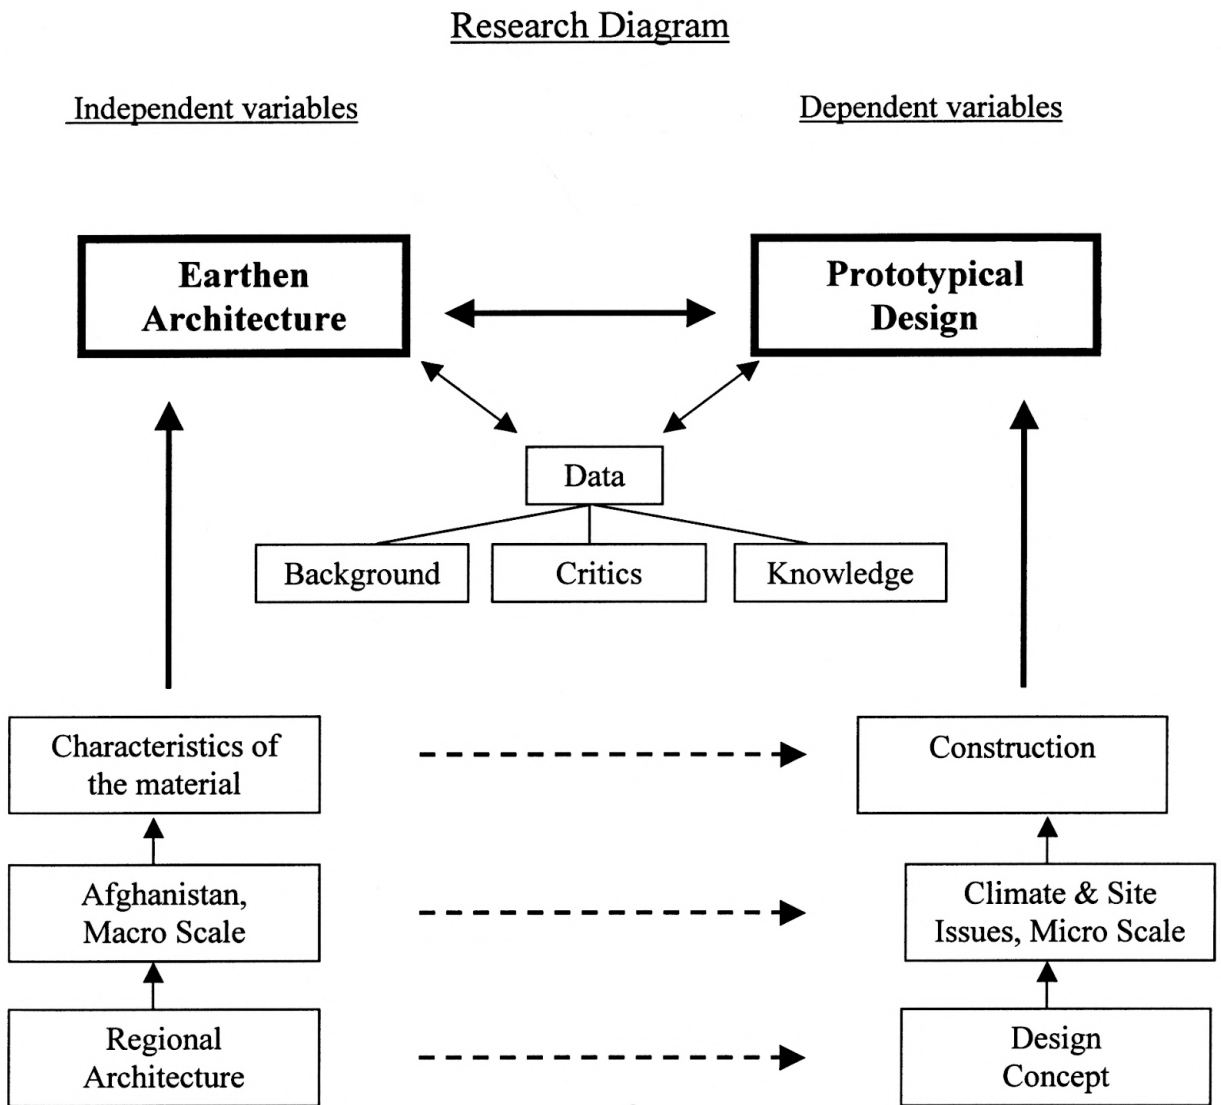 Research Diagram
Independent variables
Dependent variables
Earthen
Architecture
Prototypical
Design
Data
Background
Critics
Knowledge
Characteristics of
the material
Construction
Afghanistan,
Macro Scale
Climate & Site
Issues, Micro Scale
Regional
Architecture
Design
Concept